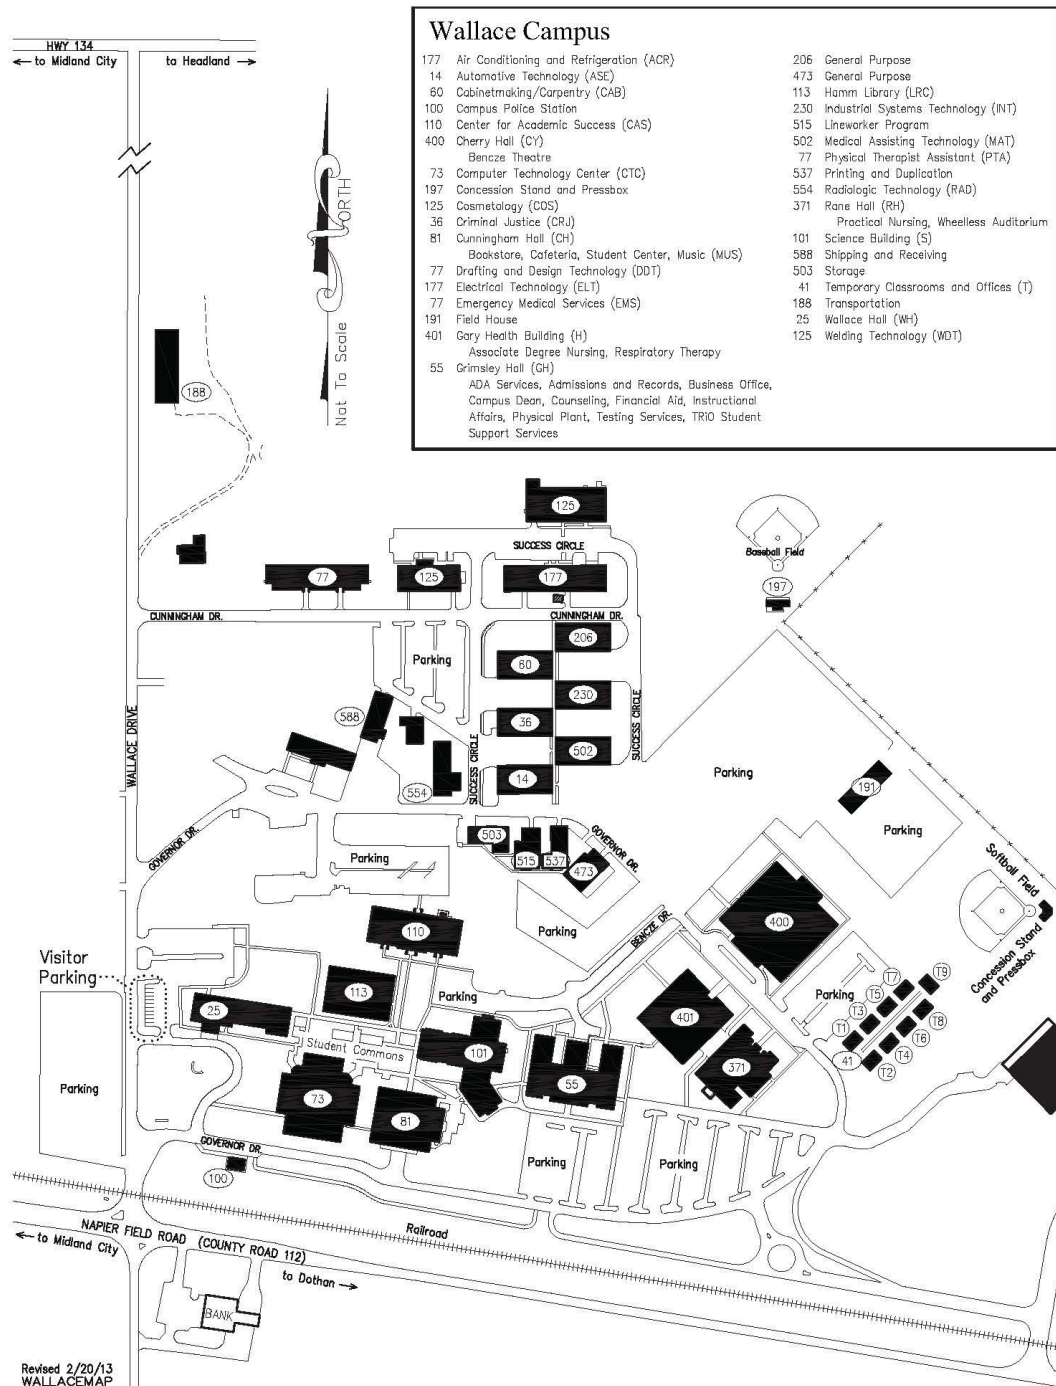 HWY 134
← to Midland City
to Headland →
NORTH
Not To Scale
Wallace Campus
177 Air Conditioning and Refrigeration (ACR)
14 Automotive Technology (ASE)
60 Cabinetmaking/Carpentry (CAB)
100 Campus Police Station
110 Center for Academic Success (CAS)
400 Cherry Hall (CY)
Bencze Theatre
73 Computer Technology Center (CTC)
197 Concession Stand and Pressbox
125 Cosmetology (COS)
36 Criminal Justice (CRJ)
81 Cunningham Hall (CH)
Bookstore, Cafeteria, Student Center, Music (MUS)
77 Drafting and Design Technology (DDT)
177 Electrical Technology (ELT)
77 Emergency Medical Services (EMS)
191 Field House
401 Gary Health Building (H)
Associate Degree Nursing, Respiratory Therapy
55 Grimsley Hall (GH)
ADA Services, Admissions and Records, Business Office,
Campus Dean, Counseling, Financial Aid, Instructional
Affairs, Physical Plant, Testing Services, TRIO Student
Support Services
206 General Purpose
473 General Purpose
113 Hamm Library (LRC)
230 Industrial Systems Technology (INT)
515 Lineworker Program
502 Medical Assisting Technology (MAT)
77 Physical Therapist Assistant (PTA)
537 Printing and Duplication
554 Radiologic Technology (RAD)
371 Rane Hall (RH)
Practical Nursing, Wheelless Auditorium
101 Science Building (S)
588 Shipping and Receiving
503 Storage
41 Temporary Classrooms and Offices (T)
188 Transportation
25 Wallace Hall (WH)
125 Welding Technology (WDT)
188
125
SUCCESS CIRCLE
Baseball Field
77
125
177
197
CUNNINGHAM DR.
CUNNINGHAM DR.
206
Parking
60
230
SUCCESS CIRCLE
WALLACE DRIVE
588
36
SUCCESS CIRCLE
502
Parking
14
554
191
GOVERNOR DR.
503
515
537
GOVERNOR DR.
473
Parking
Parking
Softball Field
400
110
Parking
BENCZE DR.
Concession Stand
and Pressbox
Visitor
Parking
113
Parking
25
401
Parking
T1
T3
T5
T7
T9
T8
T6
T4
T2
41
Student Commons
101
371
55
Parking
73
81
GOVERNOR DR.
100
Parking
Parking
Railroad
NAPIER FIELD ROAD (COUNTY ROAD 112)
← to Midland City
to Dothan →
BANK
Revised 2/20/13
WALLACEMAP